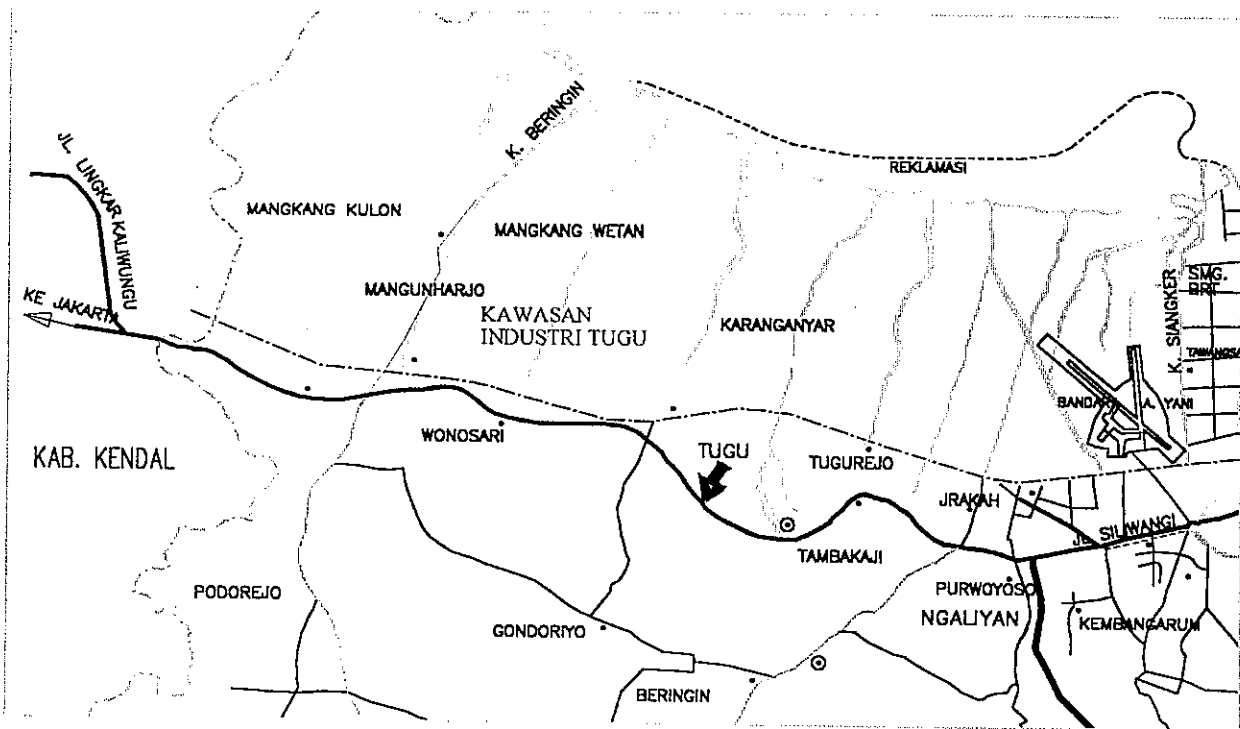 K. BERINGIN
JL. LINGKAR KALIWUNGU
REKLAMASI
MANGKANG KULON
MANGKANG WETAN
K. SIANGKER
SMG.
BRT
MANGUNHARJO
KE JAKARTA
KAWASAN
INDUSTRI TUGU
KARANGANYAR
BANDARA A. YANI
WONOSARI
KAB. KENDAL
TUGU
TUGUREJO
JRAKAH
JL SILIWANGI
TAMBAKAJI
PODOREJO
PURWOYOSO
NGALIYAN
KEMBANGARUM
GONDORIYO
BERINGIN